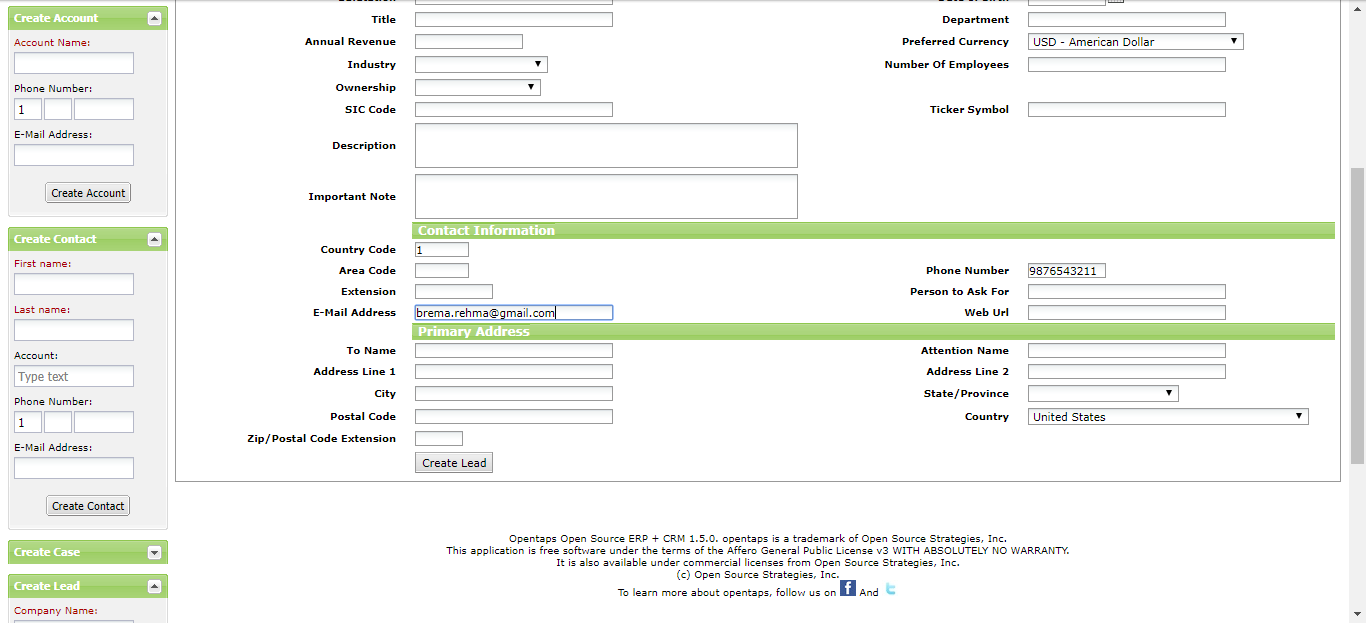 Create Account
Account Name:
Phone Number:
1
E-Mail Address:
Create Account
Create Contact
First name:
Last name:
Account:
Type text
Phone Number:
1
E-Mail Address:
Create Contact
Create Case
Create Lead
Company Name:
Title Department
Annual Revenue Preferred Currency USD - American Dollar
Industry Number Of Employees
Ownership
SIC Code Ticker Symbol
Description
Important Note
Contact Information
Country Code 1
Area Code Phone Number 9876543211
Extension Person to Ask For
E-Mail Address brema.rehma@gmail.com Web Url
Primary Address
To Name Attention Name
Address Line 1 Address Line 2
City State/Province
Postal Code Country United States
Zip/Postal Code Extension
Create Lead
Opentaps Open Source ERP + CRM 1.5.0. opentaps is a trademark of Open Source Strategies, Inc.
This application is free software under the terms of the Affero General Public License v3 WITH ABSOLUTELY NO WARRANTY.
It is also available under commercial licenses from Open Source Strategies, Inc.
(c) Open Source Strategies, Inc.
To learn more about opentaps, follow us on f And t